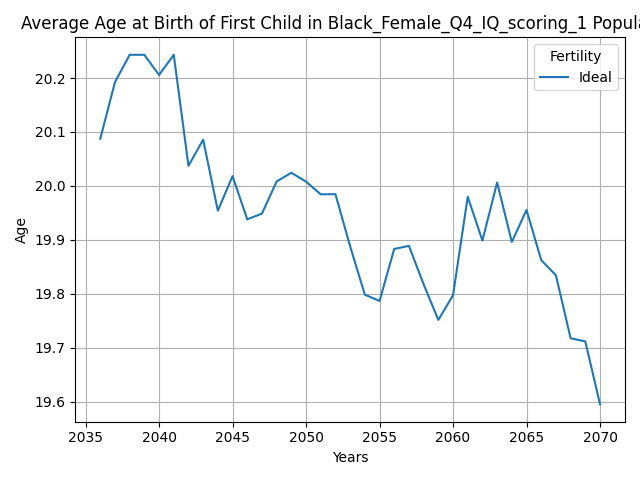 Average Age at Birth of First Child in Black_Female_Q4_IQ_scoring_1 Popula
Fertility
Ideal
20.2
20.1
20.0
19.9
19.8
19.7
19.6
Age
2035 2040 2045 2050 2055 2060 2065 2070
Years